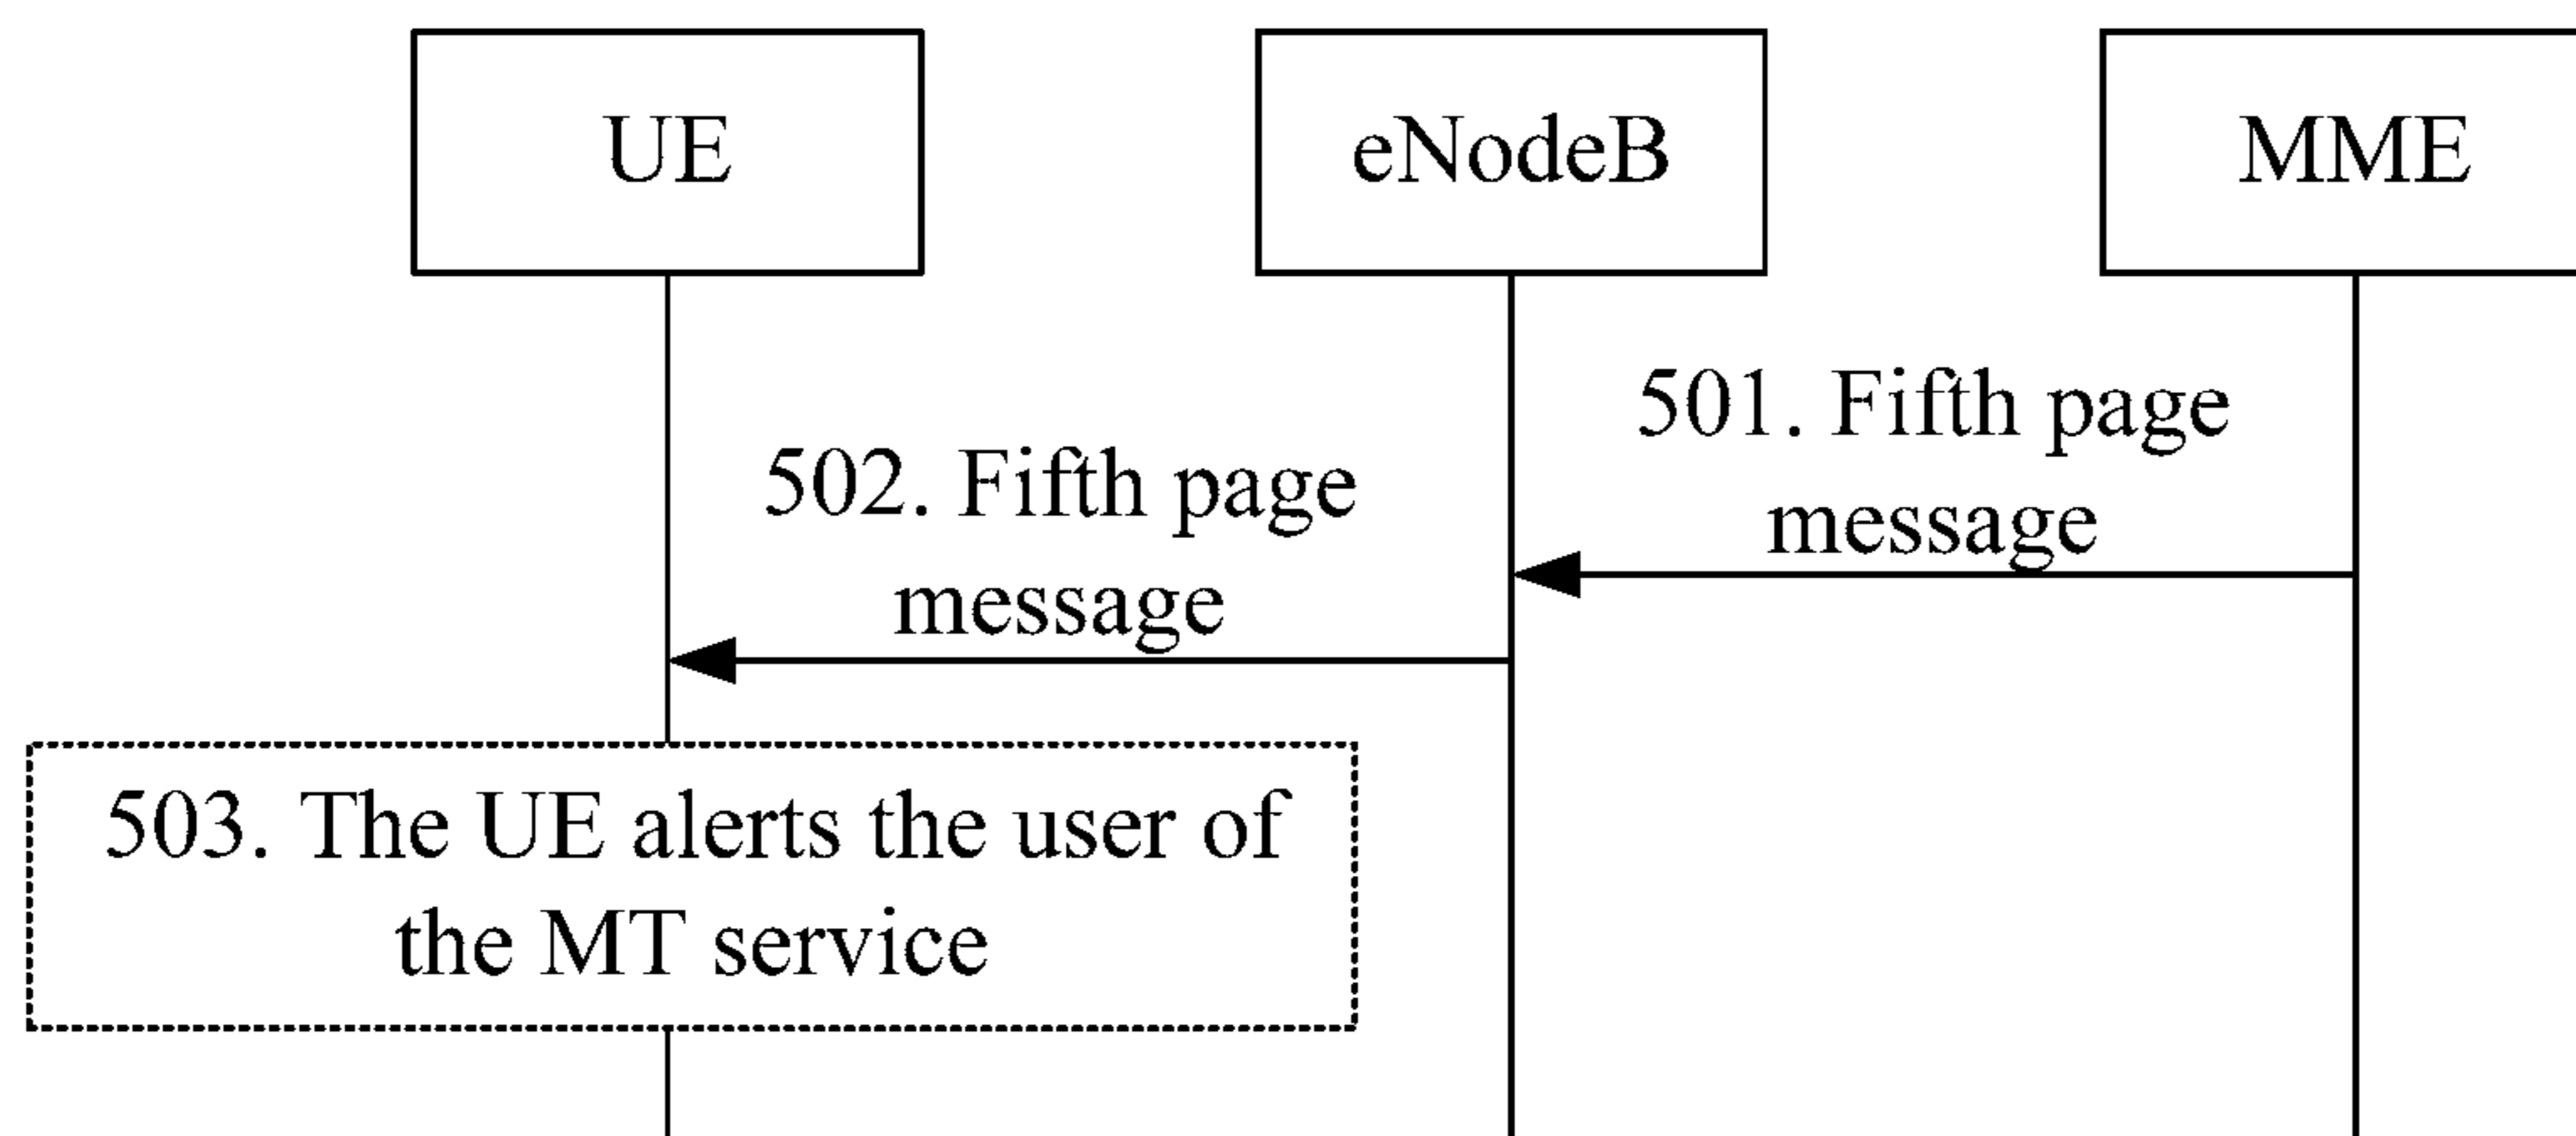 UE
eNodeB
MME
501. Fifth page
message
502. Fifth page
message
503. The UE alerts the user of
the MT service